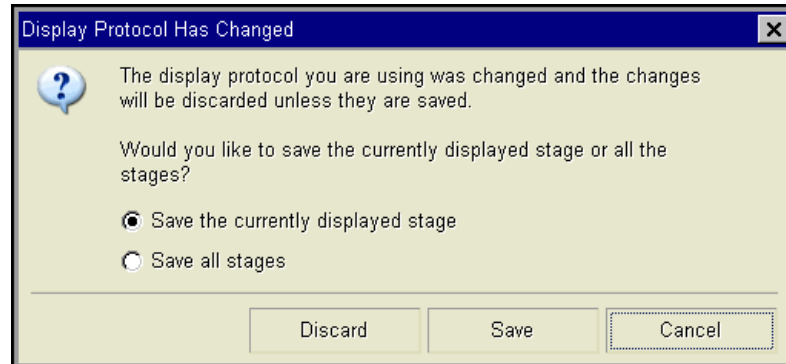 Display Protocol Has Changed
The display protocol you are using was changed and the changes
will be discarded unless they are saved.
Would you like to save the currently displayed stage or all the
stages?
Save the currently displayed stage
Save all stages
Discard
Save
Cancel